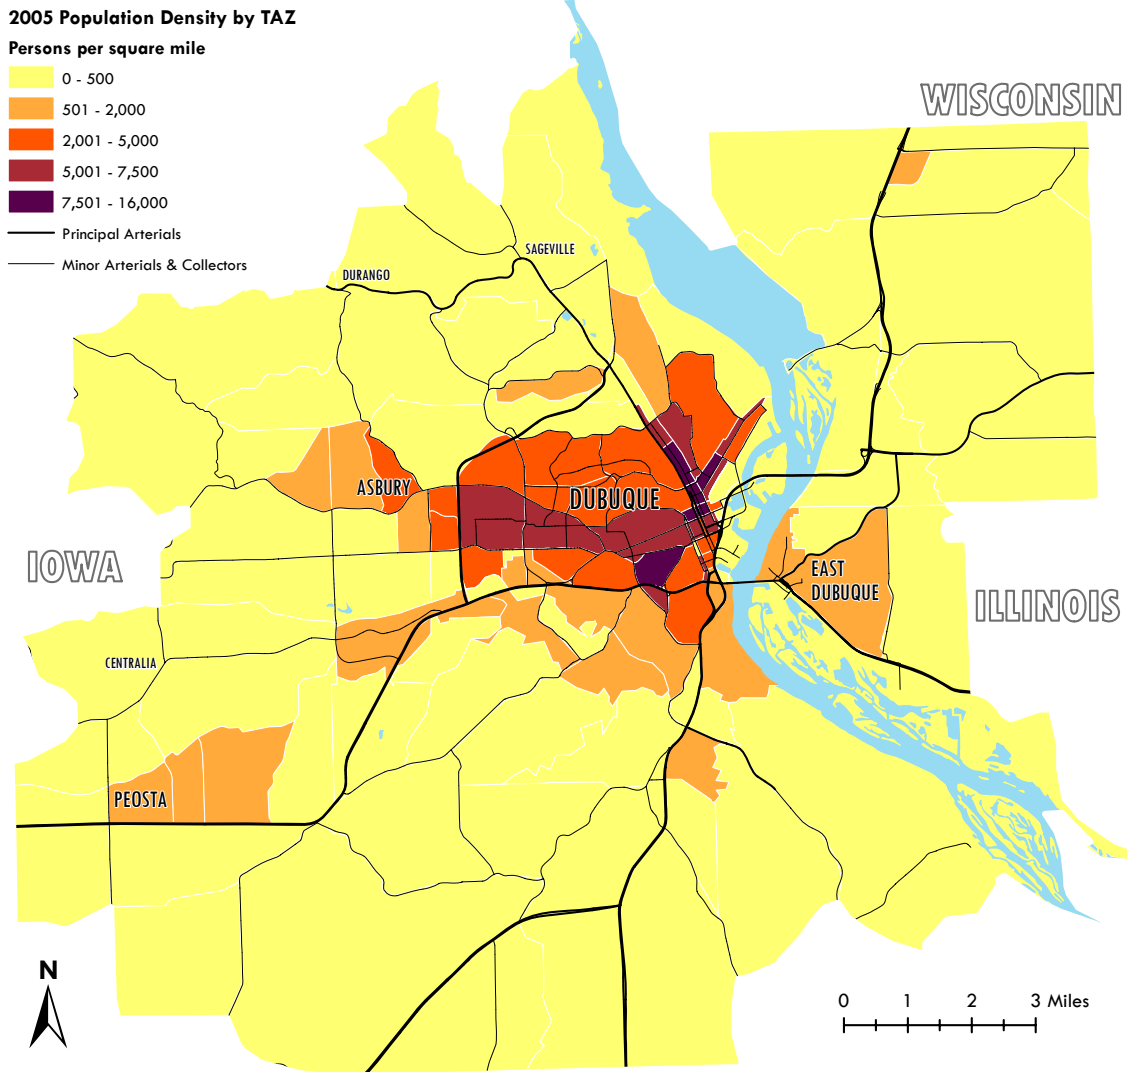 2005 Population Density by TAZ
Persons per square mile
0 - 500
501 - 2,000
2,001 - 5,000
5,001 - 7,500
7,501 - 16,000
Principal Arterials
Minor Arterials & Collectors
WISCONSIN
SAGEVILLE
DURANGO
ASBURY
DUBUQUE
IOWA
EAST
DUBUQUE
ILLINOIS
CENTRALIA
PEOSTA
N
0 1 2 3 Miles